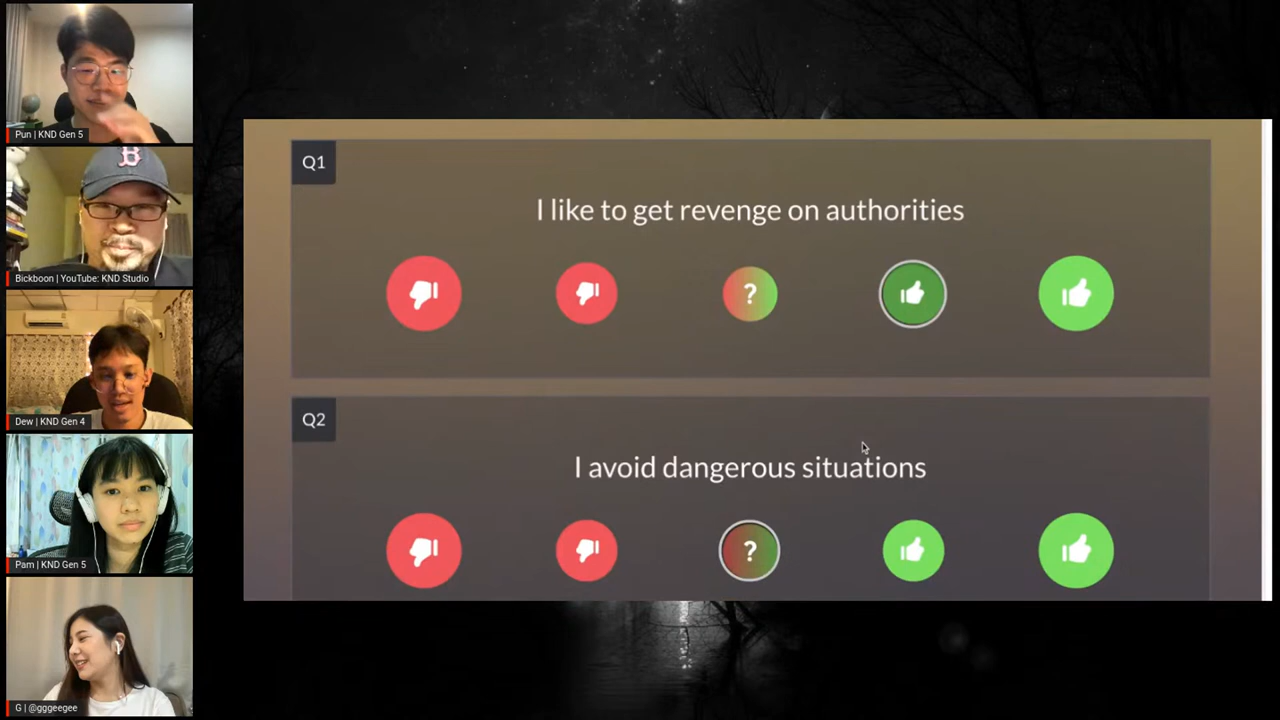 Pun | KND Gen 5
B
Bickboon | YouTube: KND Studio
Dew | KND Gen 4
Pam | KND Gen 5
G | @gggeegee
Q1
I like to get revenge on authorities
?
Q2
I avoid dangerous situations
?